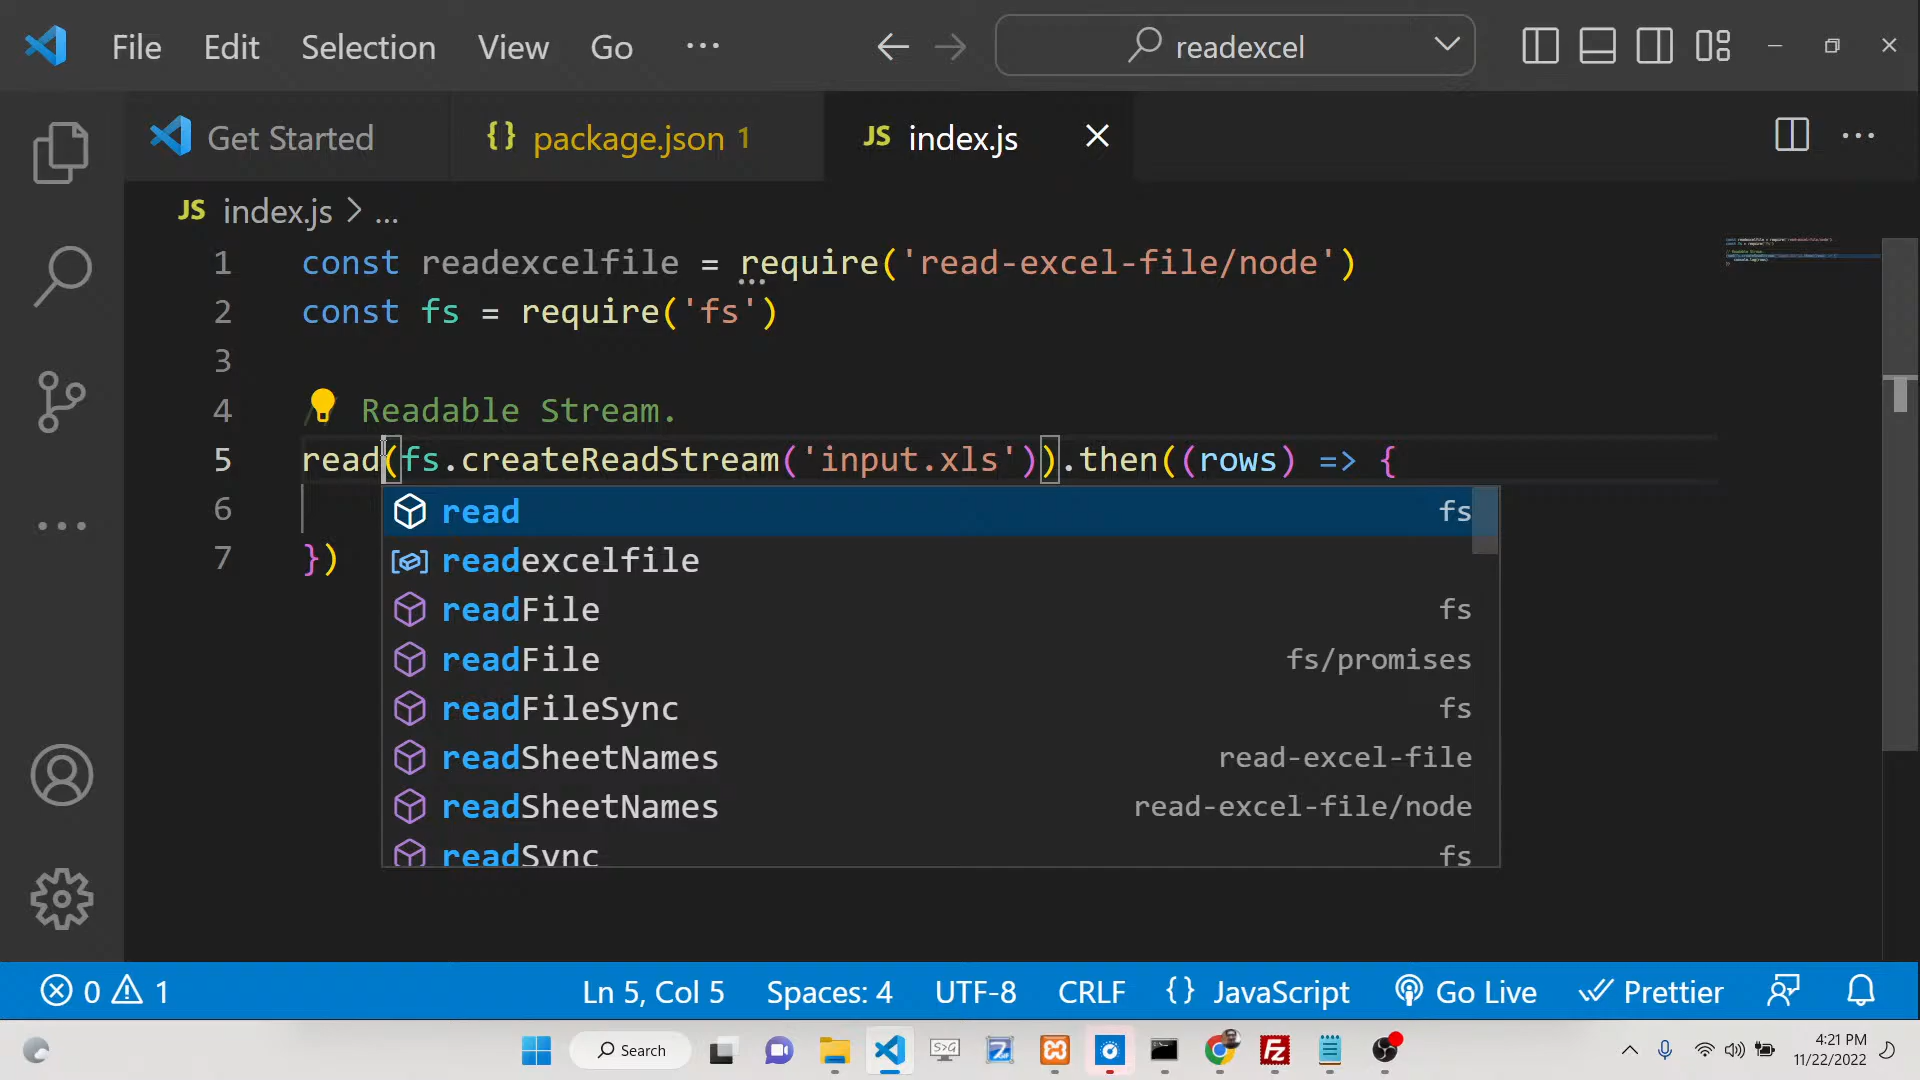 File Edit Selection View Go ... readexcel
Get Started {} package.json 1 JS index.js
JS index.js > ...
1 const readexcelfile = require('read-excel-file/node')
2 const fs = require('fs')
3
4 Readable Stream.
5 read(fs.createReadStream('input.xls')).then((rows) => {
6
7 })
read fs
readexcelfile
readFile fs
readFile fs/promises
readFileSync fs
readSheetNames read-excel-file
readSheetNames read-excel-file/node
readSync fs
0 1 Ln 5, Col 5 Spaces: 4 UTF-8 CRLF {} JavaScript Go Live Prettier
Search
4:21 PM
11/22/2022